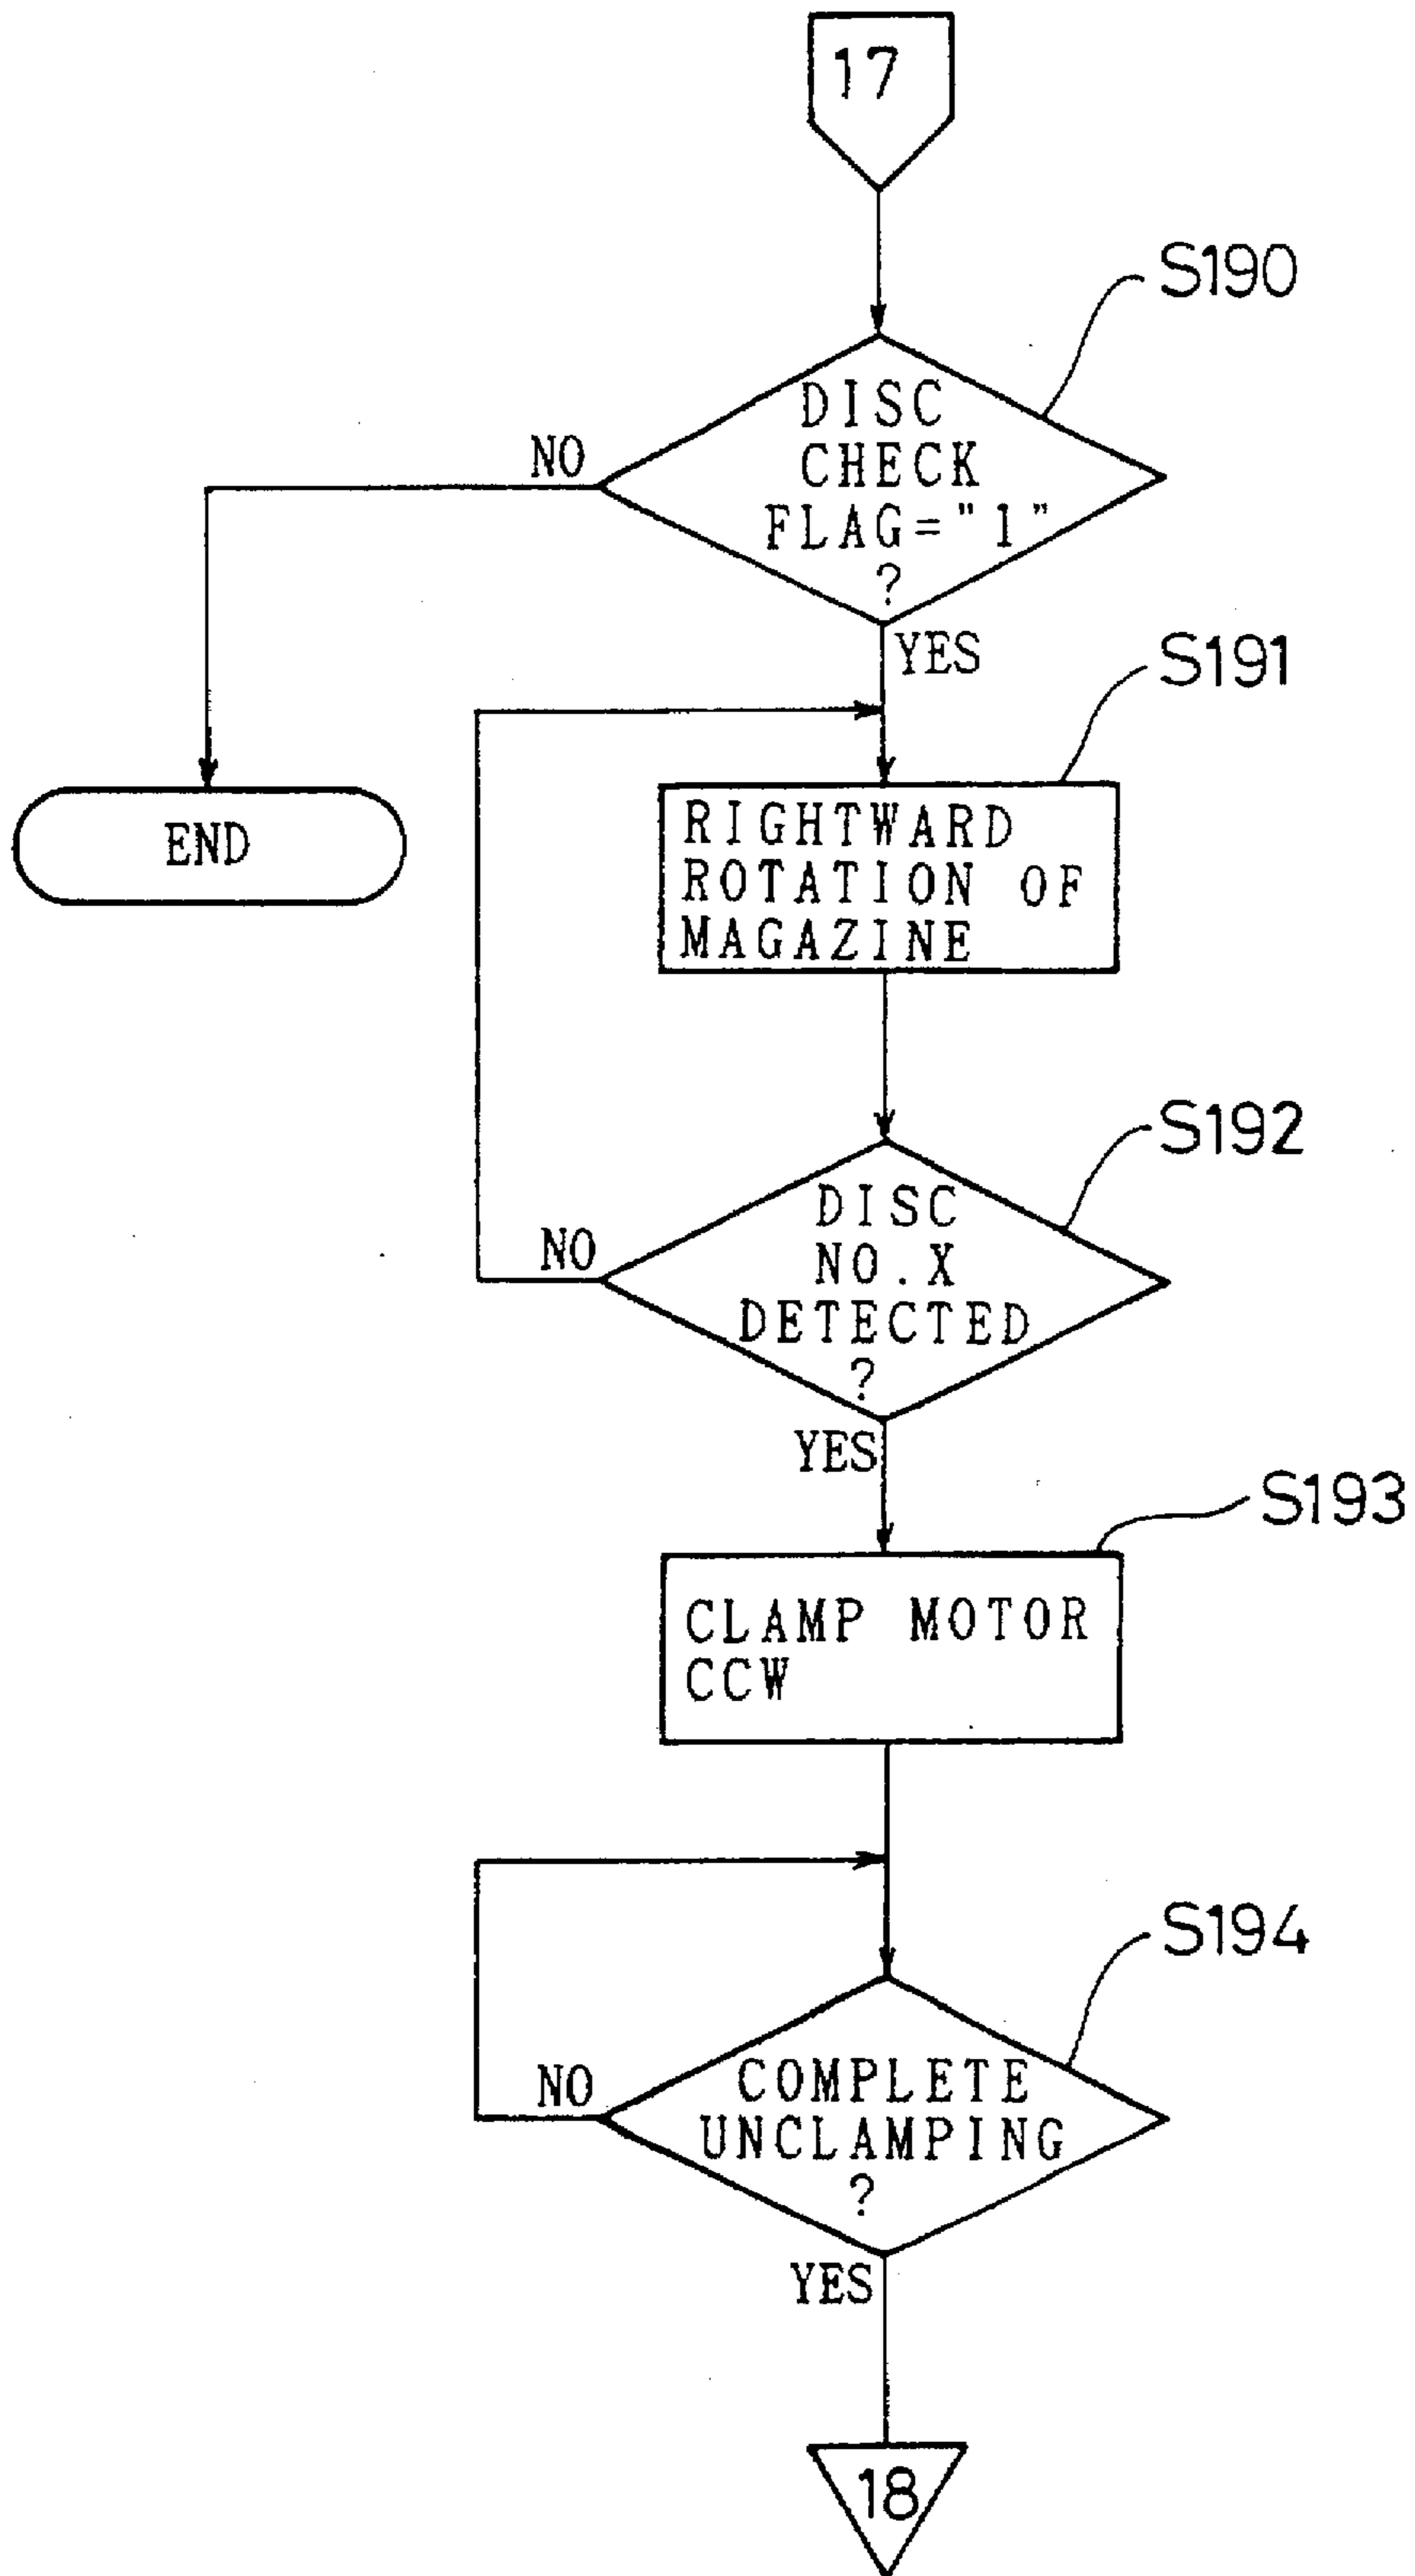 17
S190
DISC
CHECK
FLAG="1"
?
NO
YES
S191
END
RIGHTWARD
ROTATION OF
MAGAZINE
S192
DISC
NO.X
DETECTED
?
NO
YES
S193
CLAMP MOTOR
CCW
S194
COMPLETE
UNCLAMPING
?
NO
YES
18